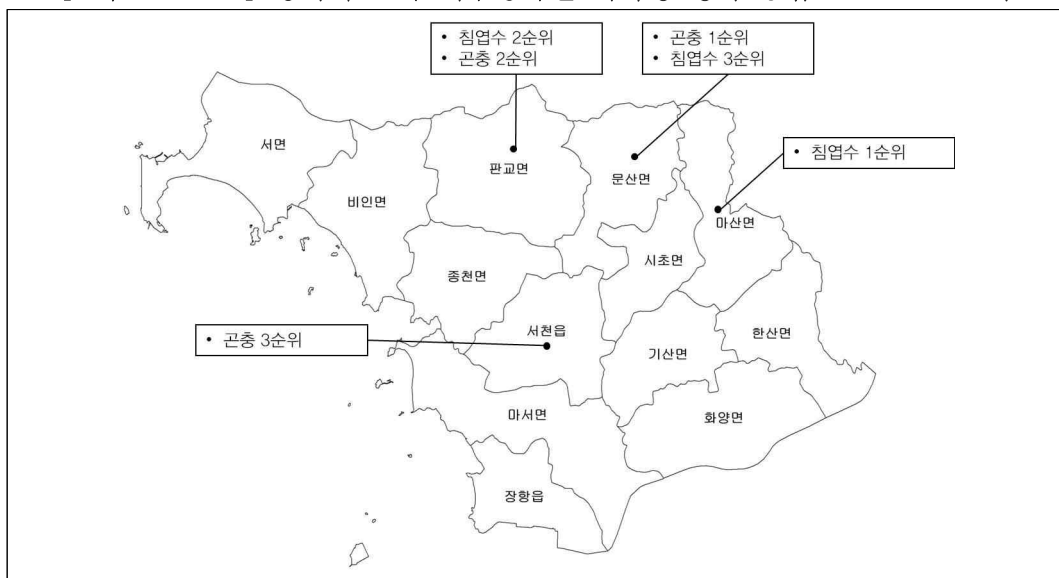 • 침엽수 2순위
• 곤충 2순위
• 곤충 1순위
• 침엽수 3순위
• 침엽수 1순위
서면
판교면
문산면
비인면
마산면
시초면
종천면
서천읍
한산면
• 곤충 3순위
기산면
마서면
화양면
장항읍